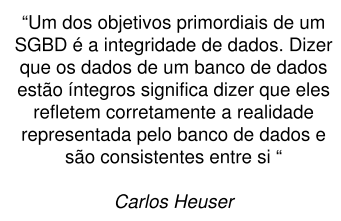 “Um dos objetivos primordiais de um
SGBD é a integridade de dados. Dizer
que os dados de um banco de dados
estão íntegros significa dizer que eles
refletem corretamente a realidade
representada pelo banco de dados e
são consistentes entre si “
Carlos Heuser